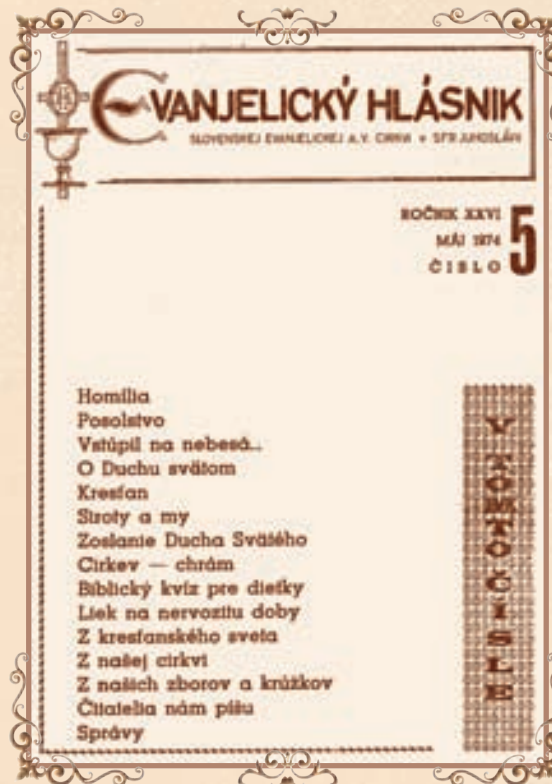 EVANJELICKÝ HLÁSNIK
SLOVENSKEJ EVANJELICKEJ A.V. CIRKVI v SFR JUHOSLÁVII
ROČNÍK XXVI
MÁJ 1974
ČÍSLO 5
Homília
Posolstvo
Vstúpil na nebesá...
O Duchu svätom
Kresťan
Siroty a my
Zoslanie Ducha Svätého
Cirkev — chrám
Biblický kvíz pre dietky
Liek na nervozitu doby
Z kresťanského sveta
Z našej cirkvi
Z našich zborov a krúžkov
Čitatelia nám píšu
Správy
V TOMTO ČÍSLE